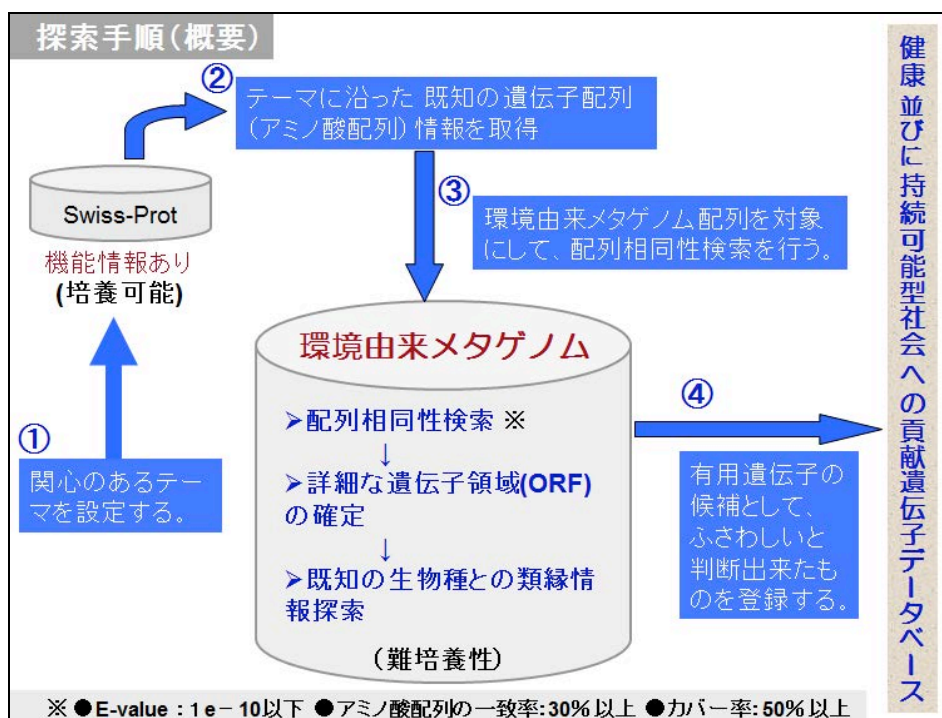 探索手順(概要)
②
テーマに沿った 既知の遺伝子配列
(アミノ酸配列) 情報を取得
Swiss-Prot
機能情報あり
(培養可能)
①
関心のあるテー
マを設定する。
③
環境由来メタゲノム配列を対象
にして、配列相同性検索を行う。
環境由来メタゲノム
➢配列相同性検索 ※
↓
➢詳細な遺伝子領域(ORF)
の確定
↓
➢既知の生物種との類縁情
報探索
(難培養性)
④
有用遺伝子の
候補として、
ふさわしいと
判断出来たも
のを登録する。
健康 並びに 持続可能型社会への貢献遺伝子データベース
※ ●E-value : 1 e－10以下 ●アミノ酸配列の一致率:30% 以上 ●カバー率:50% 以上